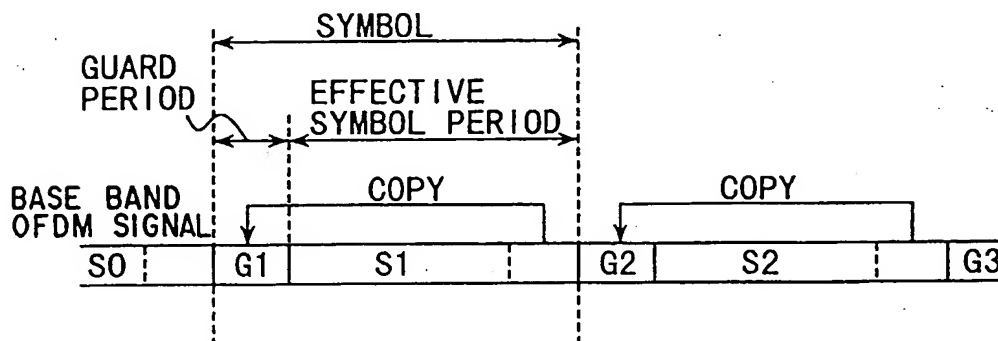 SYMBOL
GUARD
PERIOD
EFFECTIVE
SYMBOL PERIOD
BASE BAND
OFDM SIGNAL
COPY
COPY
S0
G1
S1
G2
S2
G3